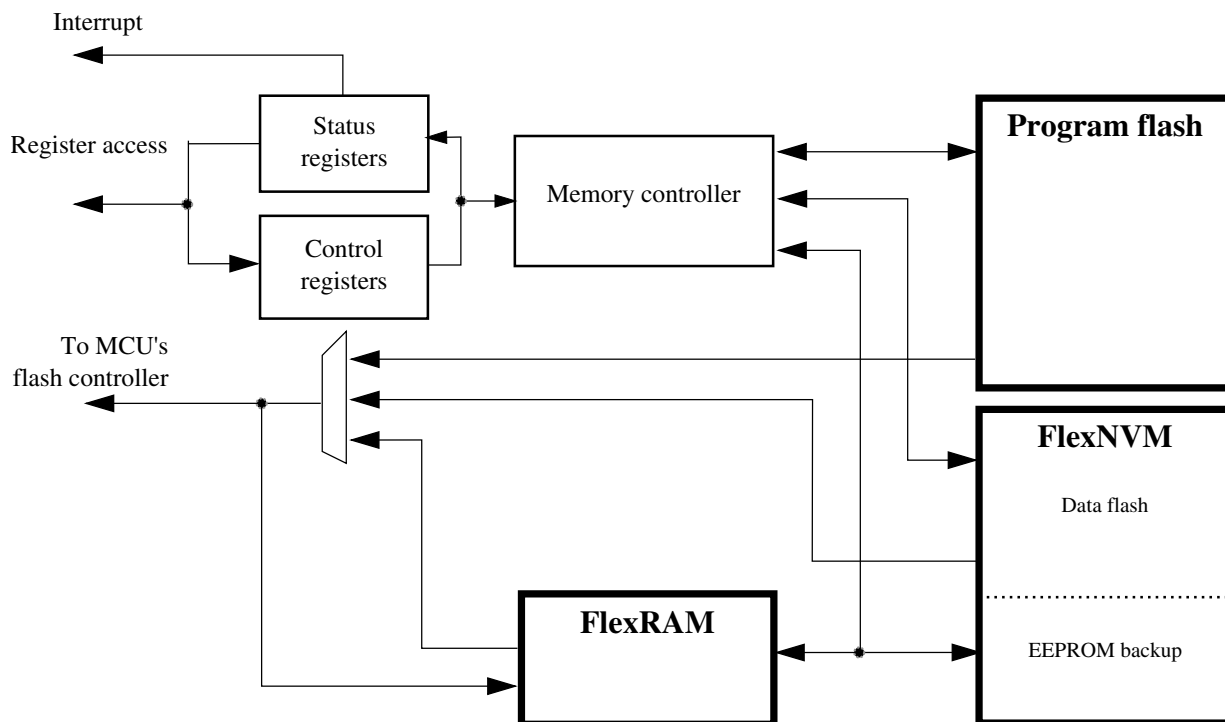 Interrupt
Register access
Status
registers
Control
registers
Memory controller
Program flash
To MCU's
flash controller
FlexNVM
Data flash
EEPROM backup
FlexRAM